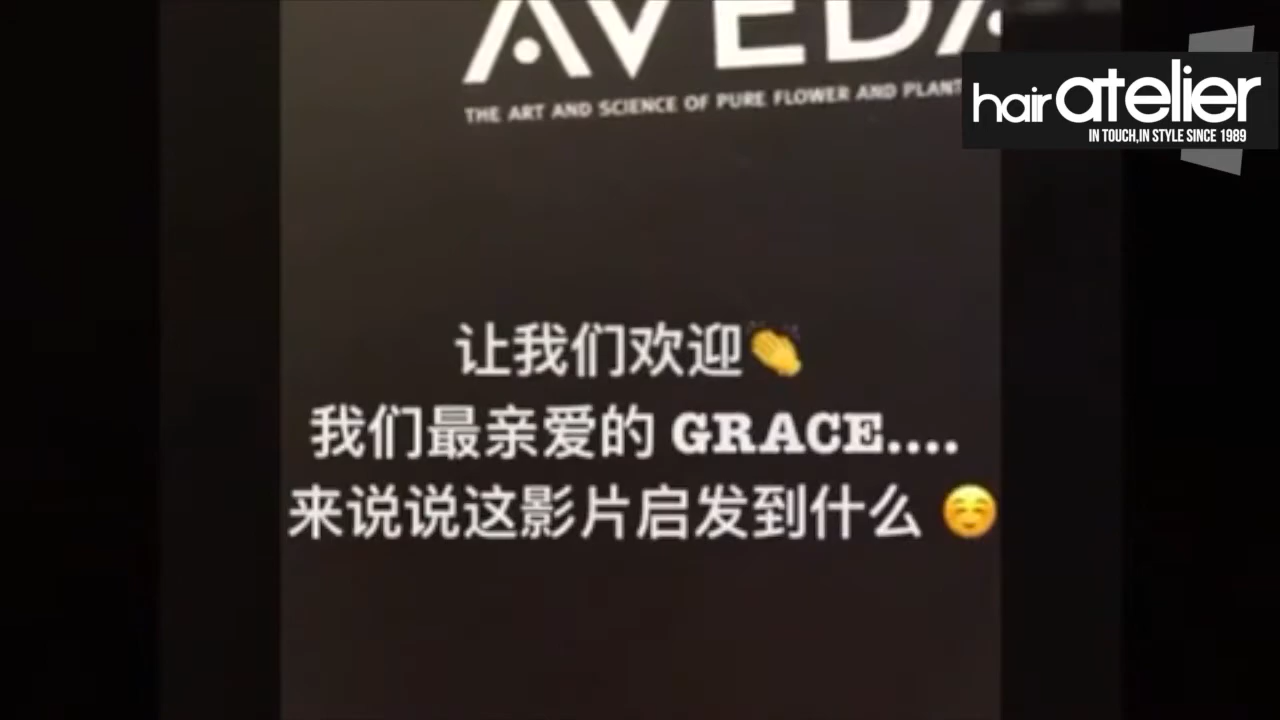 AVEDA
THE ART AND SCIENCE OF PURE FLOWER AND PLANT
hair atelier
IN TOUCH,IN STYLE SINCE 1989
让我们欢迎👏
我们最亲爱的 GRACE....
来说说这影片启发到什么 ☺️